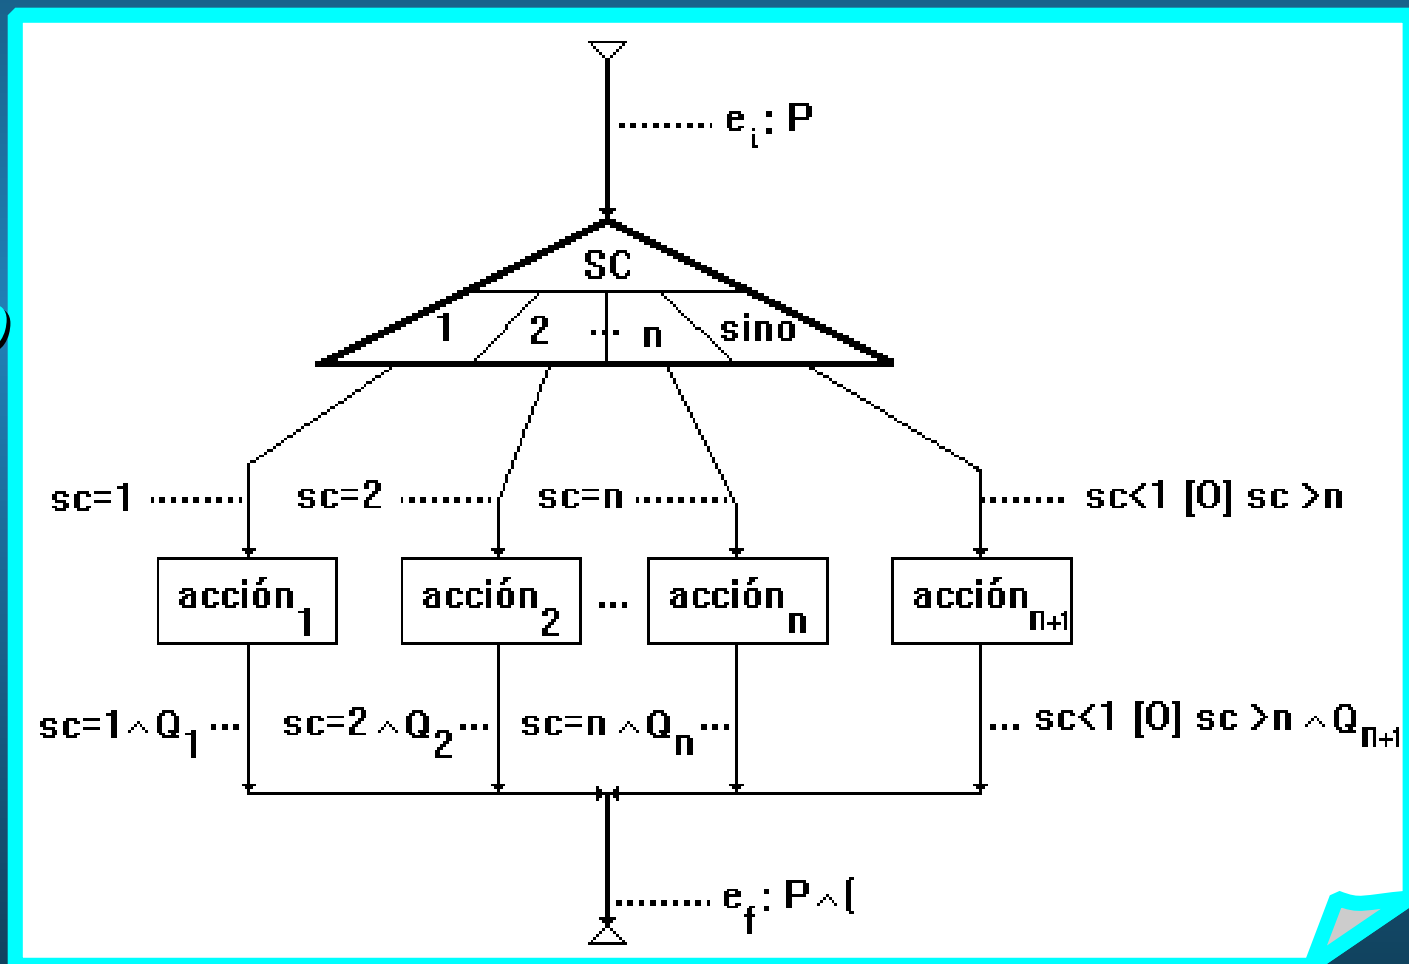 e_i: P
SC
1 2 ... n sino
sc=1 ......... sc=2 ......... sc=n ......... ........ sc<1 [O] sc >n
acción_1 acción_2 ... acción_n acción_n+1
sc=1 ^ Q_1 ... sc=2 ^ Q_2 ... sc=n ^ Q_n ... ... sc<1 [O] sc >n ^ Q_n+1
e_f: P ^ (